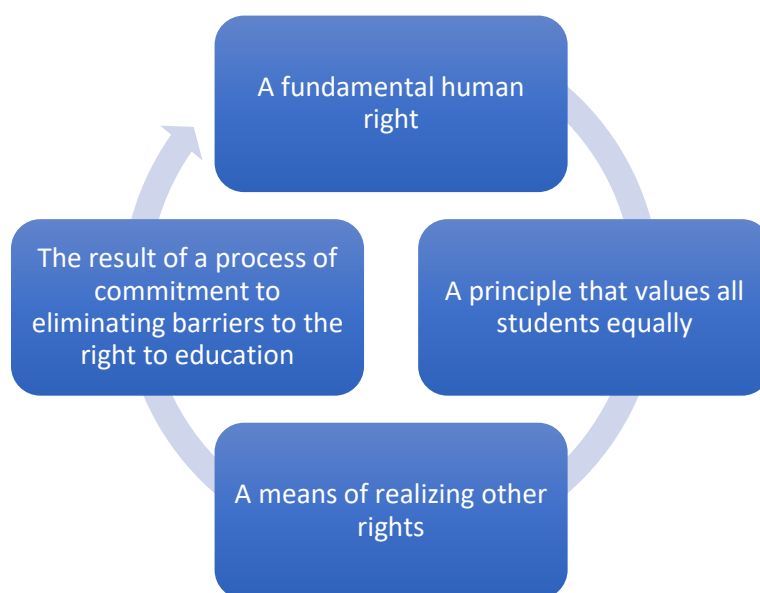 A fundamental human
right
A principle that values all
students equally
A means of realizing other
rights
The result of a process of
commitment to
eliminating barriers to the
right to education